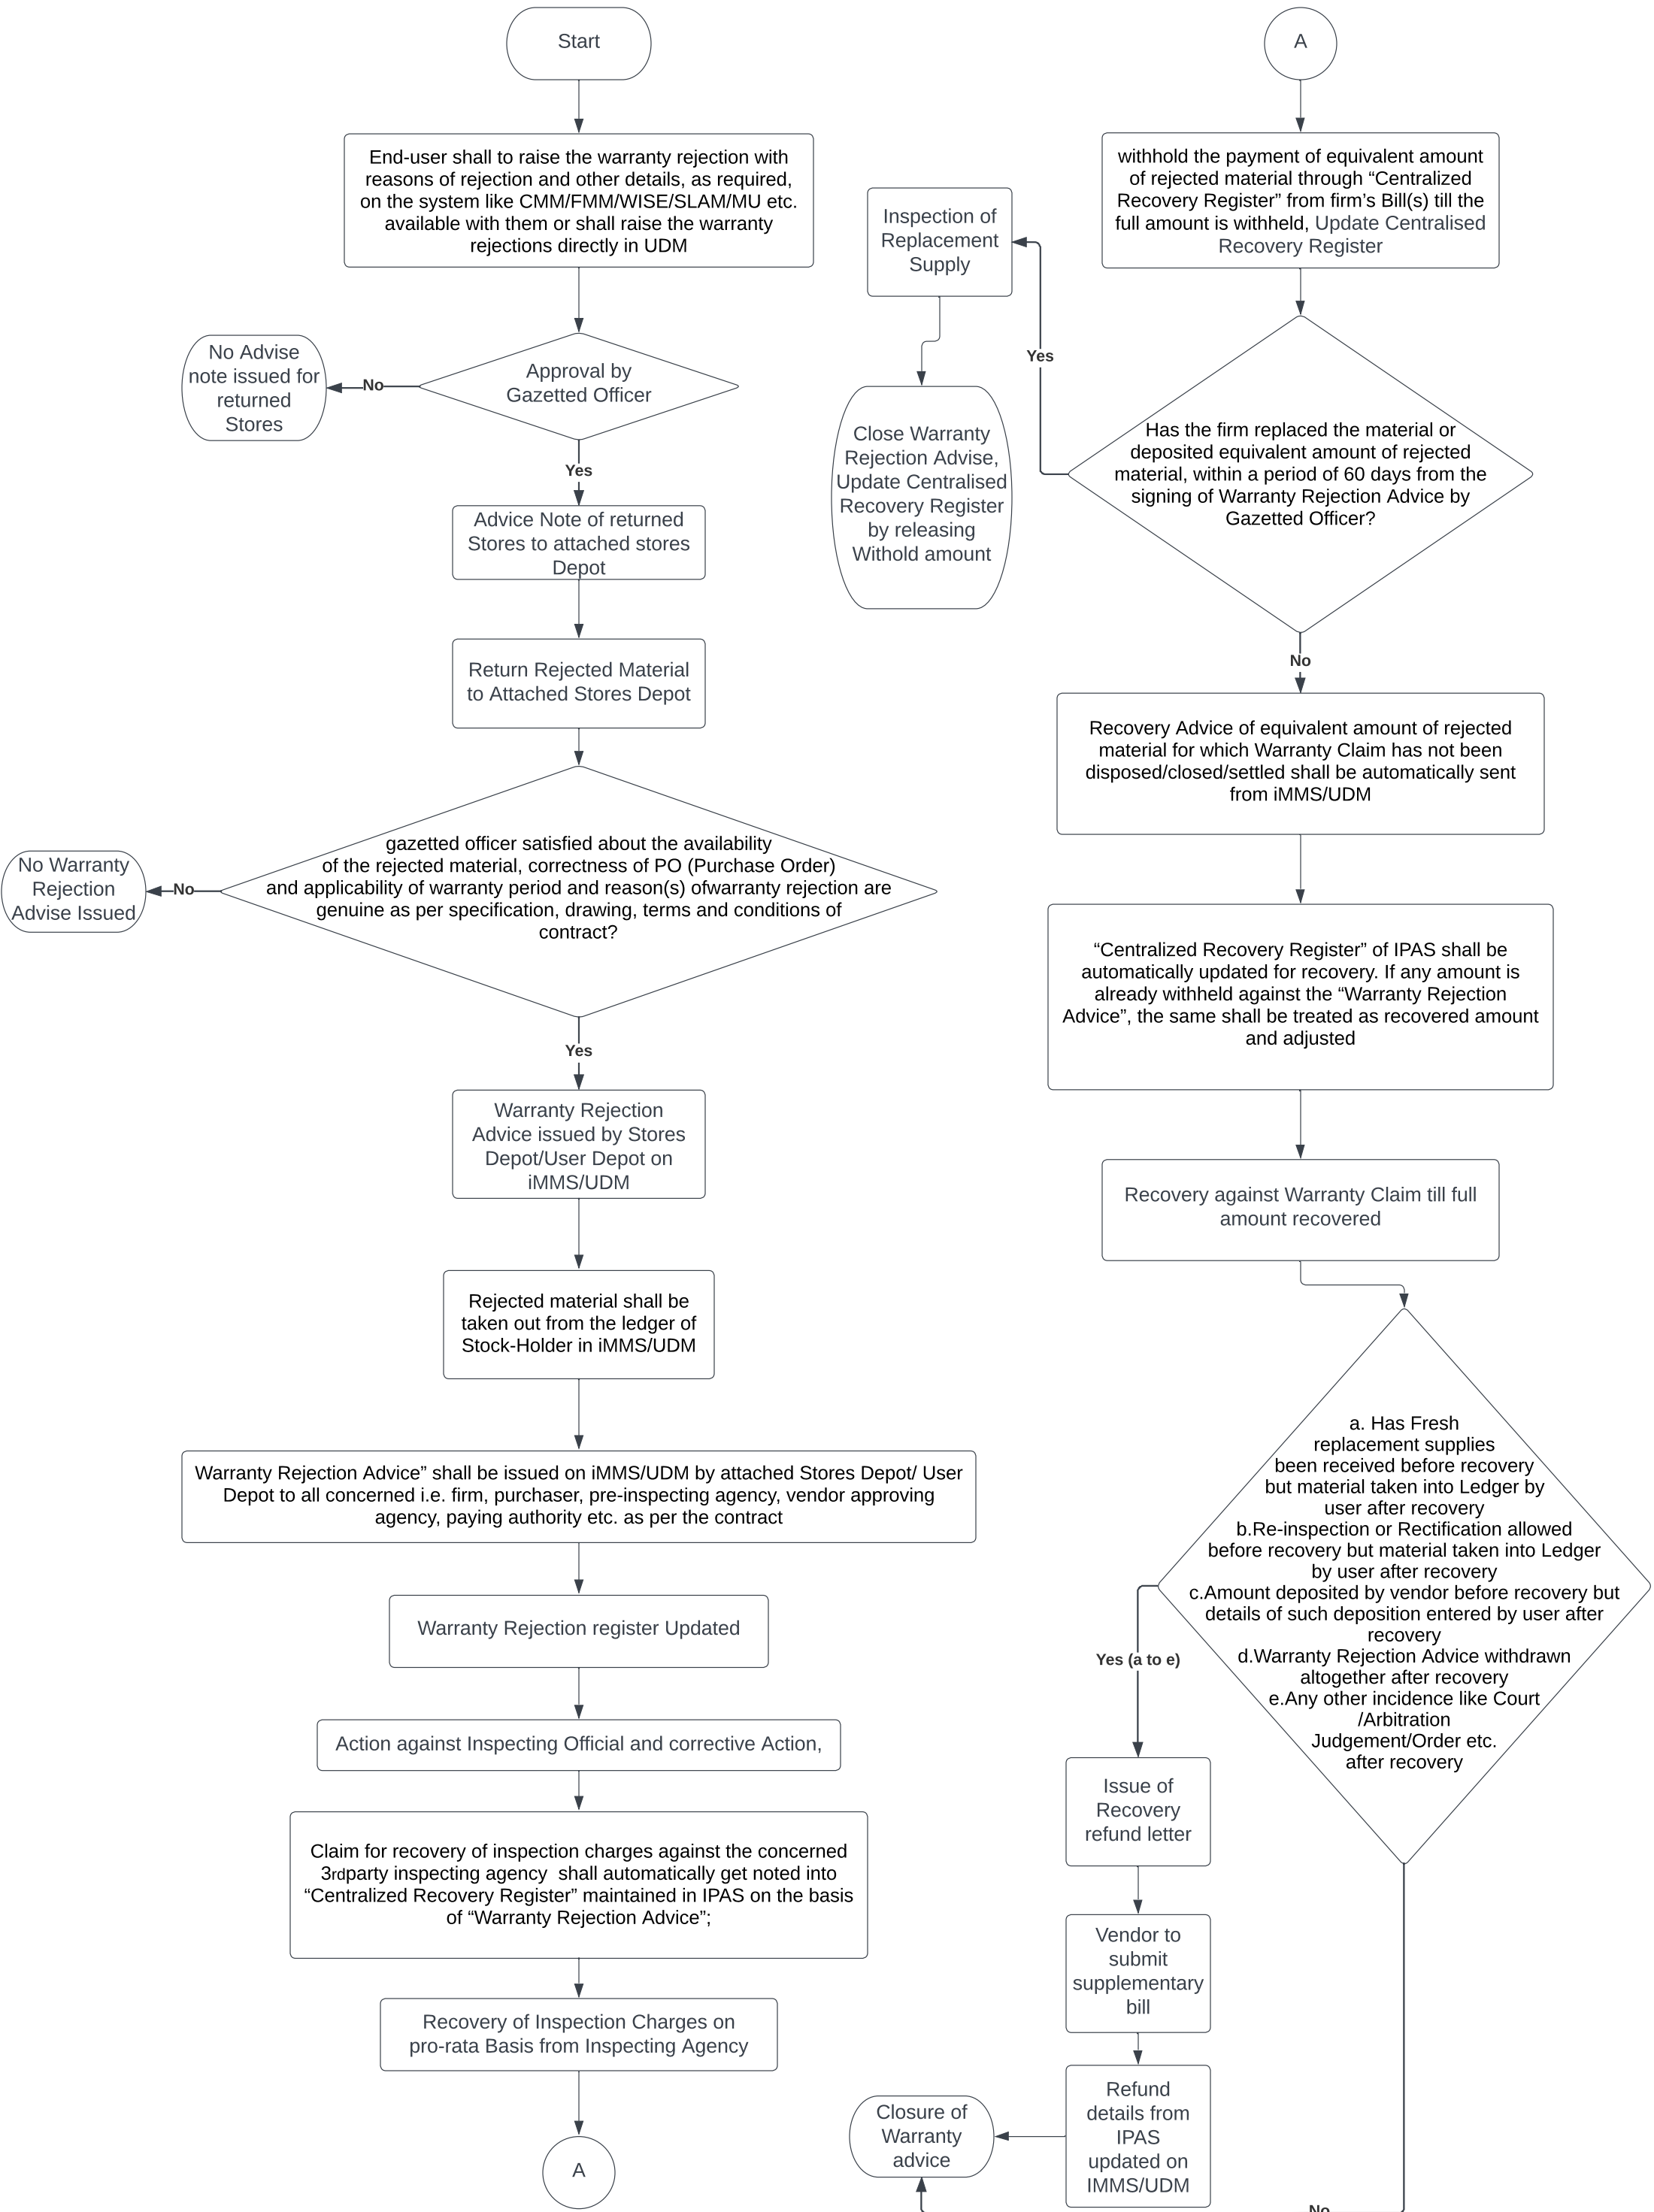 Start
End-user shall to raise the warranty rejection with
reasons of rejection and other details, as required,
on the system like CMM/FMM/WISE/SLAM/MU etc.
available with them or shall raise the warranty
rejections directly in UDM
Approval by
Gazetted Officer
No
No Advise
note issued for
returned
Stores
Yes
Advice Note of returned
Stores to attached stores
Depot
Return Rejected Material
to Attached Stores Depot
gazetted officer satisfied about the availability
of the rejected material, correctness of PO (Purchase Order)
and applicability of warranty period and reason(s) ofwarranty rejection are
genuine as per specification, drawing, terms and conditions of
contract?
No
No Warranty
Rejection
Advise Issued
Yes
Warranty Rejection
Advice issued by Stores
Depot/User Depot on
iMMS/UDM
Rejected material shall be
taken out from the ledger of
Stock-Holder in iMMS/UDM
Warranty Rejection Advice” shall be issued on iMMS/UDM by attached Stores Depot/ User
Depot to all concerned i.e. firm, purchaser, pre-inspecting agency, vendor approving
agency, paying authority etc. as per the contract
Warranty Rejection register Updated
Action against Inspecting Official and corrective Action,
Claim for recovery of inspection charges against the concerned
3rdparty inspecting agency  shall automatically get noted into
“Centralized Recovery Register” maintained in IPAS on the basis
of “Warranty Rejection Advice”;
Recovery of Inspection Charges on
pro-rata Basis from Inspecting Agency
A
A
withhold the payment of equivalent amount
of rejected material through “Centralized
Recovery Register” from firm’s Bill(s) till the
full amount is withheld, Update Centralised
Recovery Register
Has the firm replaced the material or
deposited equivalent amount of rejected
material, within a period of 60 days from the
signing of Warranty Rejection Advice by
Gazetted Officer?
Yes
Inspection of
Replacement
Supply
Close Warranty
Rejection Advise,
Update Centralised
Recovery Register
by releasing
Withold amount
No
Recovery Advice of equivalent amount of rejected
material for which Warranty Claim has not been
disposed/closed/settled shall be automatically sent
from iMMS/UDM
“Centralized Recovery Register” of IPAS shall be
automatically updated for recovery. If any amount is
already withheld against the “Warranty Rejection
Advice”, the same shall be treated as recovered amount
and adjusted
Recovery against Warranty Claim till full
amount recovered
a. Has Fresh
replacement supplies
been received before recovery
but material taken into Ledger by
user after recovery
b.Re-inspection or Rectification allowed
before recovery but material taken into Ledger
by user after recovery
c.Amount deposited by vendor before recovery but
details of such deposition entered by user after
recovery
d.Warranty Rejection Advice withdrawn
altogether after recovery
e.Any other incidence like Court
/Arbitration
Judgement/Order etc.
after recovery
Yes (a to e)
Issue of
Recovery
refund letter
Vendor to
submit
supplementary
bill
Refund
details from
IPAS
updated on
IMMS/UDM
Closure of
Warranty
advice
No